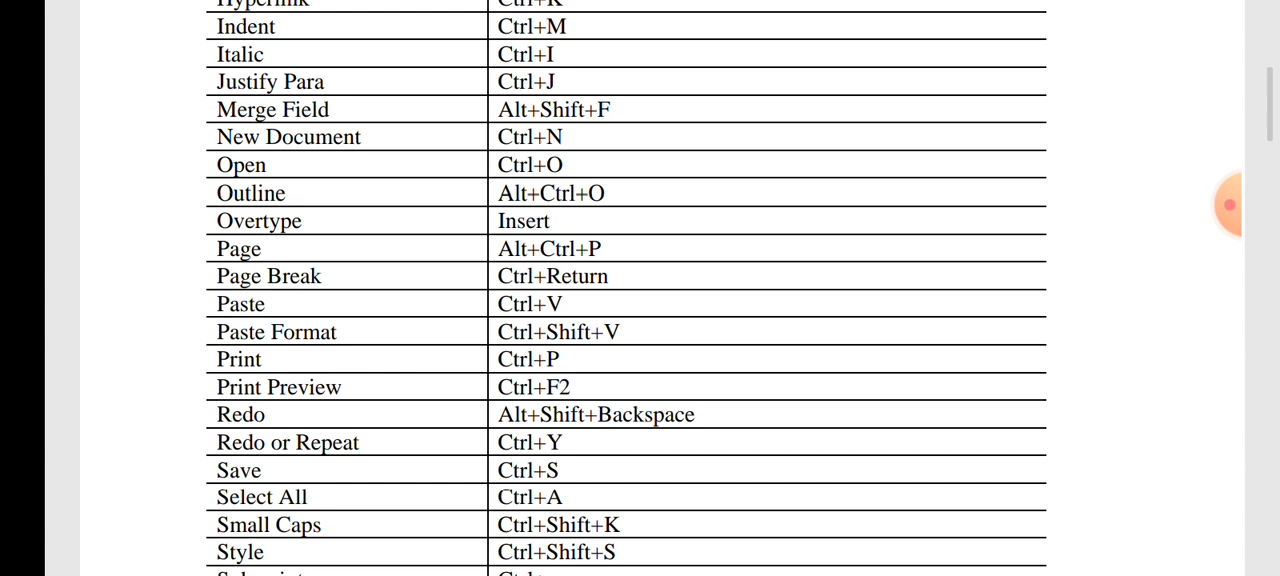 Hyperlink Ctrl+K
Indent Ctrl+M
Italic Ctrl+I
Justify Para Ctrl+J
Merge Field Alt+Shift+F
New Document Ctrl+N
Open Ctrl+O
Outline Alt+Ctrl+O
Overtype Insert
Page Alt+Ctrl+P
Page Break Ctrl+Return
Paste Ctrl+V
Paste Format Ctrl+Shift+V
Print Ctrl+P
Print Preview Ctrl+F2
Redo Alt+Shift+Backspace
Redo or Repeat Ctrl+Y
Save Ctrl+S
Select All Ctrl+A
Small Caps Ctrl+Shift+K
Style Ctrl+Shift+S